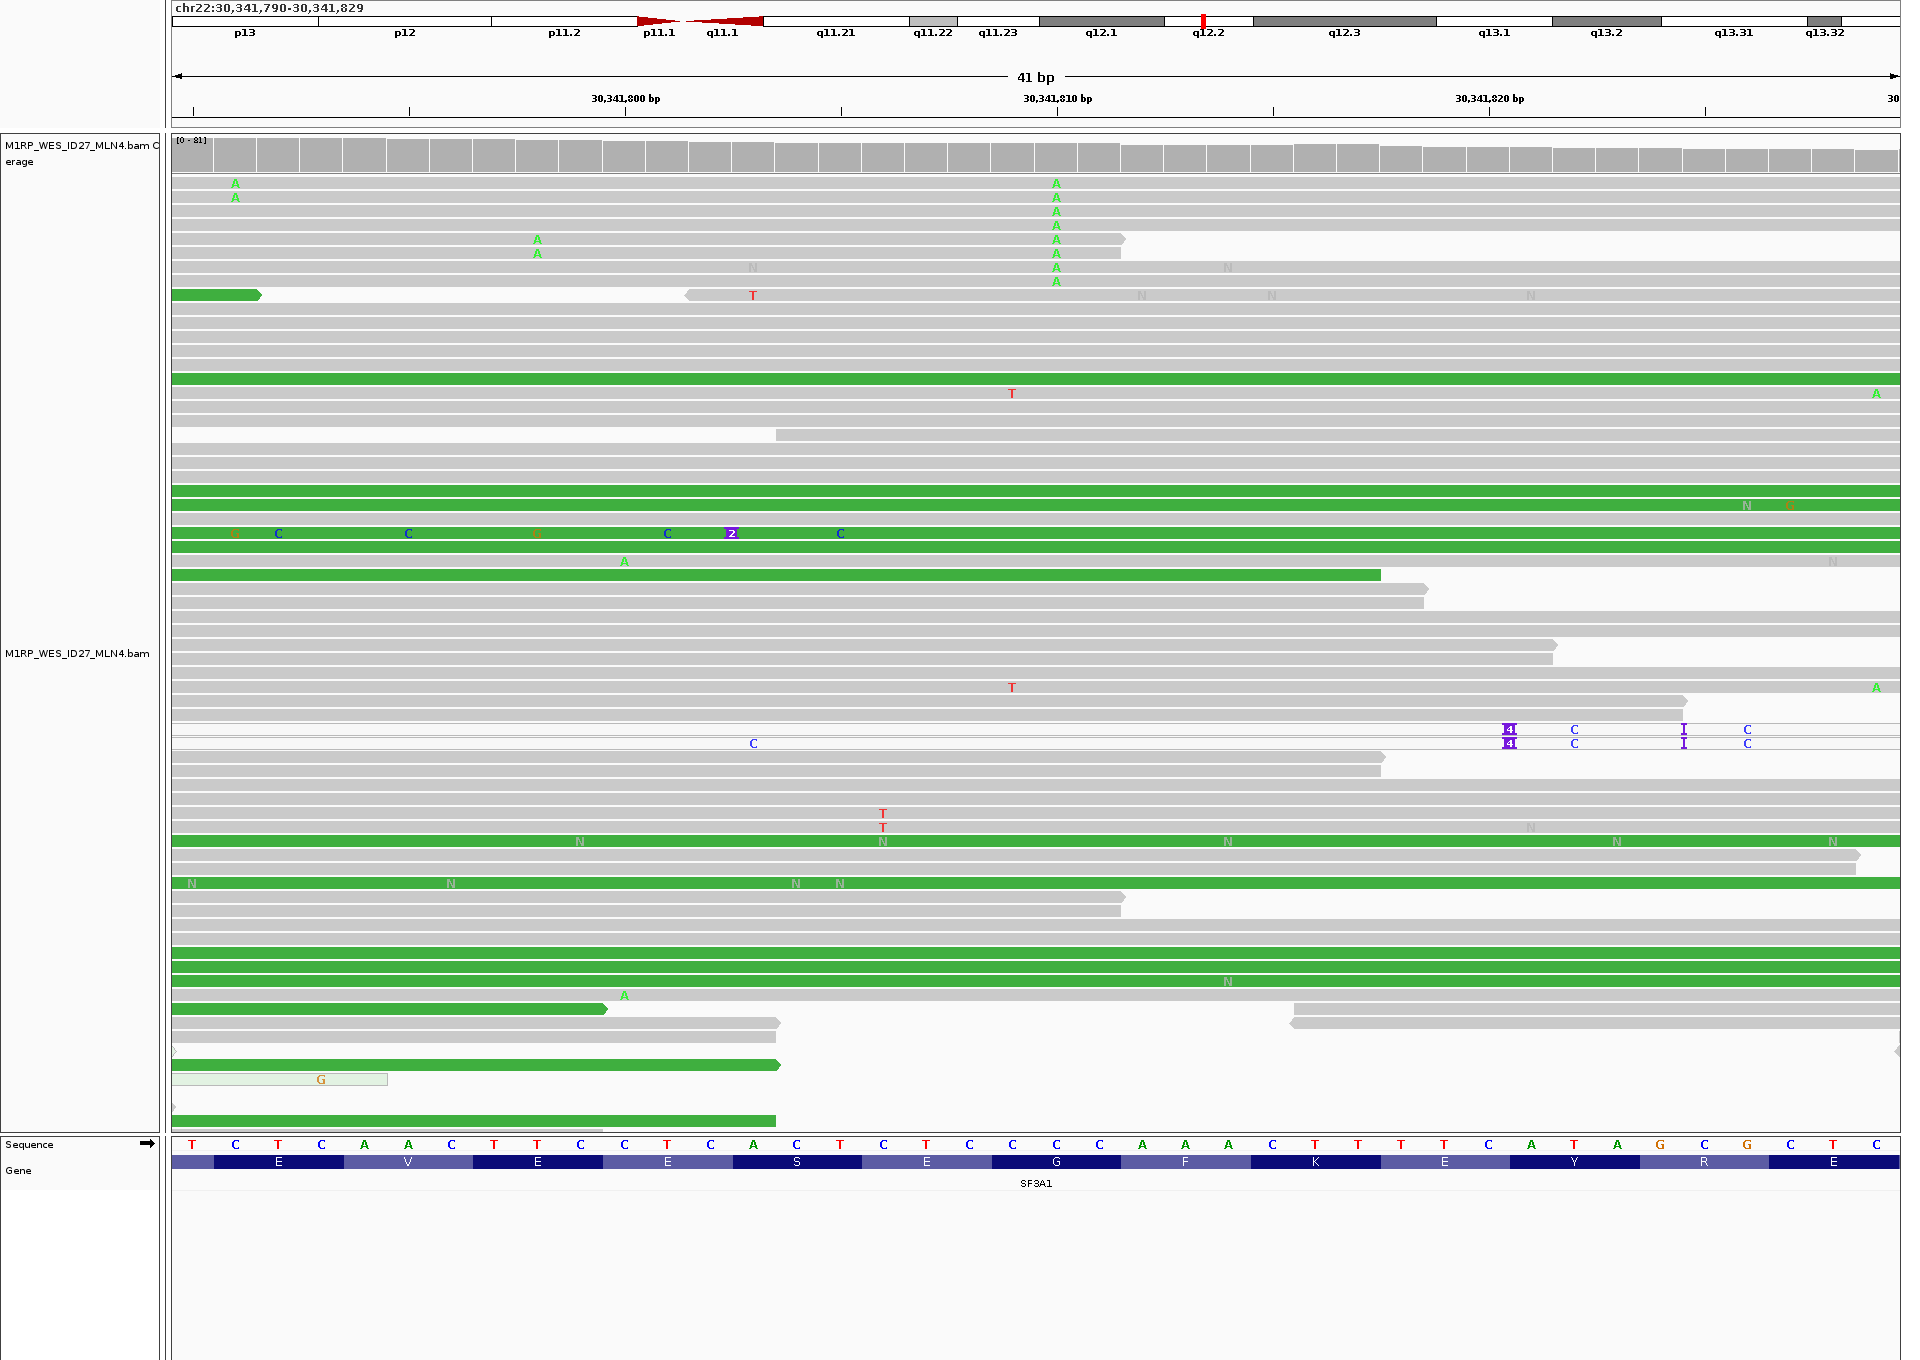 chr22:30,341,790-30,341,829
p13 p12 p11.2 p11.1 q11.1 q11.21 q11.22 q11.23 q12.1 q12.2 q12.3 q13.1 q13.2 q13.31 q13.32
41 bp
30,341,800 bp 30,341,810 bp 30,341,820 bp 30
M1RP_WES_ID27_MLN4.bam C
erage
[0 - 81]
A A
A A
A
A
A A
A A
N A N
A
T N N N
T A
N G
C C C 2 C
A N
M1RP_WES_ID27_MLN4.bam
T A
4 C I C
C 4 C I C
T
T N
N N N N N
N N N N
N
A
G
Sequence T C T C A A C T T C C T C A C T C T C C C C A A A C T T T T C A T A G C G C T C
Gene E V E E S E G F K E Y R E
SF3A1